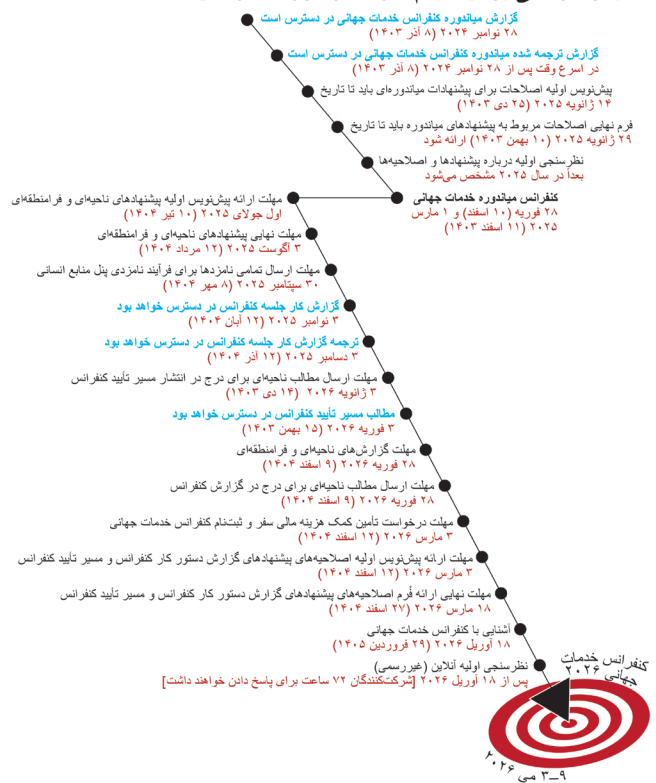 گزارش میاندوره کنفرانس خدمات جهانی در دسترس است
۲۸ نوامبر ۲۰۲۴ (۸ آذر ۱۴۰۳)
گزارش ترجمه شده میاندوره کنفرانس خدمات جهانی در دسترس است
در اسرع وقت پس از ۲۸ نوامبر ۲۰۲۴ (۸ آذر ۱۴۰۳)
پیش‌نویس اولیه اصلاحات برای پیشنهادات میاندوره‌ای باید تا تاریخ
۱۴ ژانویه ۲۰۲۵ (۲۵ دی ۱۴۰۳)
فرم نهایی اصلاحات مربوط به پیشنهادهای میاندوره باید تا تاریخ
۲۹ ژانویه ۲۰۲۵ (۱۰ بهمن ۱۴۰۳) ارائه شود
نظرسنجی اولیه درباره پیشنهادها و اصلاحیه‌ها
بعداً در سال ۲۰۲۵ مشخص می‌شود
کنفرانس میاندوره خدمات جهانی
۲۸ فوریه (۱۰ اسفند) و ۱ مارس
۲۰۲۵ (۱۱ اسفند ۱۴۰۳)
مهلت ارائه پیش‌نویس اولیه پیشنهادهای ناحیه‌ای و فرامنطقه‌ای
اول جولای ۲۰۲۵ (۱۰ تیر ۱۴۰۴)
مهلت نهایی پیشنهادهای ناحیه‌ای و فرامنطقه‌ای
۳ آگوست ۲۰۲۵ (۱۲ مرداد ۱۴۰۴)
مهلت ارسال تمامی نامزدها برای فرآیند نامزدی پنل منابع انسانی
۳۰ سپتامبر ۲۰۲۵ (۸ مهر ۱۴۰۴)
گزارش کار جلسه کنفرانس در دسترس خواهد بود
۳ نوامبر ۲۰۲۵ (۱۲ آبان ۱۴۰۴)
ترجمه گزارش کار جلسه کنفرانس در دسترس خواهد بود
۳ دسامبر ۲۰۲۵ (۱۲ آذر ۱۴۰۴)
مهلت ارسال مطالب ناحیه‌ای برای درج در انتشار مسیر تأیید کنفرانس
۳ ژانویه ۲۰۲۶ (۱۴ دی ۱۴۰۳)
مطالب مسیر تأیید کنفرانس در دسترس خواهد بود
۳ فوریه ۲۰۲۶ (۱۵ بهمن ۱۴۰۳)
مهلت گزارش‌های ناحیه‌ای و فرامنطقه‌ای
۲۸ فوریه ۲۰۲۶ (۹ اسفند ۱۴۰۴)
مهلت ارسال مطالب ناحیه‌ای برای درج در گزارش کنفرانس
۲۸ فوریه ۲۰۲۶ (۹ اسفند ۱۴۰۴)
مهلت درخواست تأمین کمک هزینه مالی سفر و ثبت‌نام کنفرانس خدمات جهانی
۳ مارس ۲۰۲۶ (۱۲ اسفند ۱۴۰۴)
مهلت ارائه پیش‌نویس اولیه اصلاحیه‌های پیشنهادهای گزارش دستور کار کنفرانس و مسیر تأیید کنفرانس
۳ مارس ۲۰۲۶ (۱۲ اسفند ۱۴۰۴)
مهلت نهایی ارائه فُرم اصلاحیه‌های پیشنهادهای گزارش دستور کار کنفرانس و مسیر تأیید کنفرانس
۱۸ مارس ۲۰۲۶ (۲۷ اسفند ۱۴۰۴)
آشنایی با کنفرانس خدمات جهانی
۱۸ آوریل ۲۰۲۶ (۲۹ فروردین ۱۴۰۵)
نظرسنجی اولیه آنلاین (غیررسمی)
پس از ۱۸ آوریل ۲۰۲۶ [شرکت‌کنندگان ۷۲ ساعت برای پاسخ دادن خواهند داشت]
کنفرانس خدمات
جهانی ۲۰۲۶
۹–۳ می ۲۰۲۶